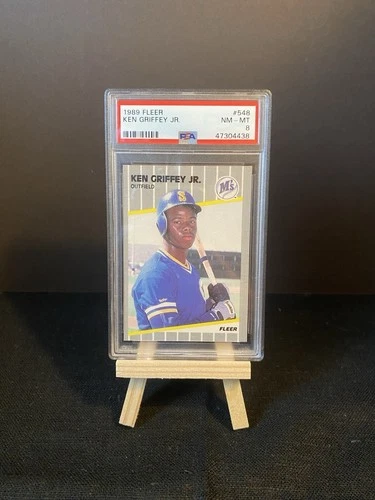 1989 FLEER #548
KEN GRIFFEY JR. NM - MT
8
PSA 47304438
KEN GRIFFEY JR.
OUTFIELD
M's
S
FLEER